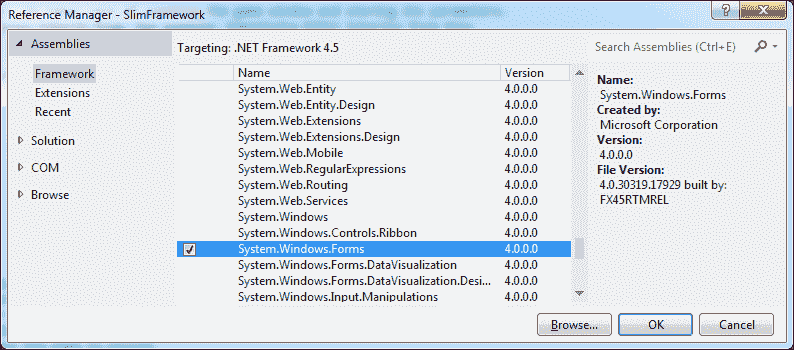 Reference Manager - SlimFramework
Assemblies
Framework
Extensions
Recent
Solution
COM
Browse
Targeting: .NET Framework 4.5
Search Assemblies (Ctrl+E)
Name Version
System.Web.Entity 4.0.0.0
System.Web.Entity.Design 4.0.0.0
System.Web.Extensions 4.0.0.0
System.Web.Extensions.Design 4.0.0.0
System.Web.Mobile 4.0.0.0
System.Web.RegularExpressions 4.0.0.0
System.Web.Routing 4.0.0.0
System.Web.Services 4.0.0.0
System.Windows 4.0.0.0
System.Windows.Controls.Ribbon 4.0.0.0
System.Windows.Forms 4.0.0.0
System.Windows.Forms.DataVisualization 4.0.0.0
System.Windows.Forms.DataVisualization.Desi... 4.0.0.0
System.Windows.Input.Manipulations 4.0.0.0
Name:
System.Windows.Forms
Created by:
Microsoft Corporation
Version:
4.0.0.0
File Version:
4.0.30319.17929 built by:
FX45RTMREL
Browse...
OK
Cancel